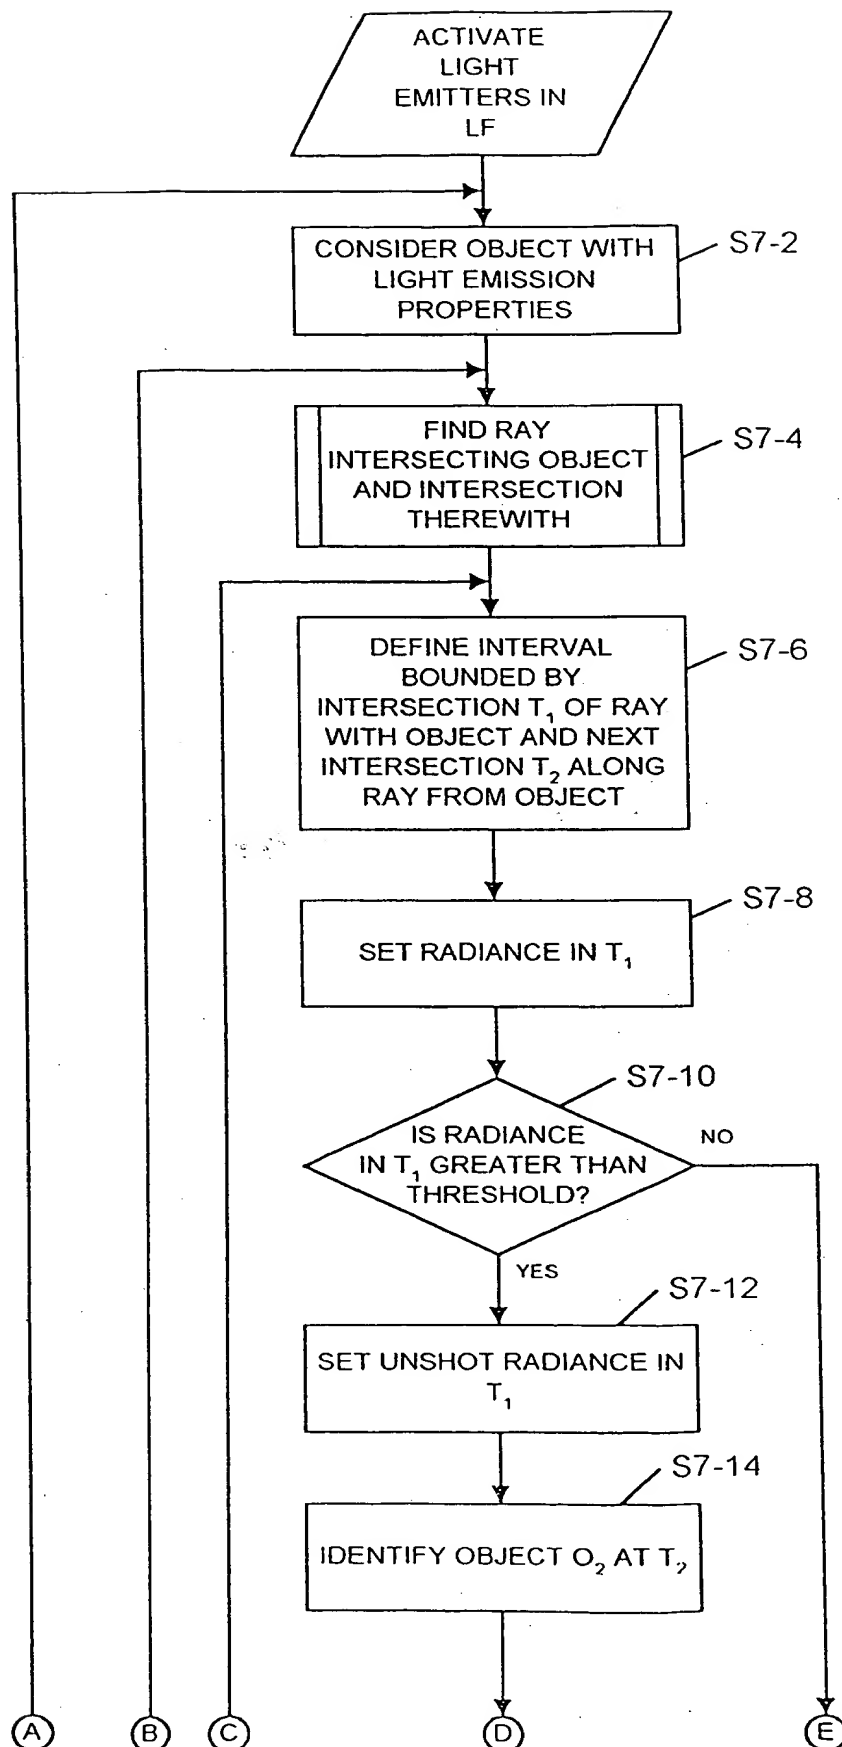 ACTIVATE
LIGHT
EMITTERS IN
LF
CONSIDER OBJECT WITH
LIGHT EMISSION
PROPERTIES
S7-2
FIND RAY
INTERSECTING OBJECT
AND INTERSECTION
THEREWITH
S7-4
DEFINE INTERVAL
BOUNDED BY
INTERSECTION T₁ OF RAY
WITH OBJECT AND NEXT
INTERSECTION T₂ ALONG
RAY FROM OBJECT
S7-6
SET RADIANCE IN T₁
S7-8
IS RADIANCE
IN T₁ GREATER THAN
THRESHOLD?
S7-10
NO
YES
SET UNSHOT RADIANCE IN
T₁
S7-12
IDENTIFY OBJECT O₂ AT T₂
S7-14
A
B
C
D
E